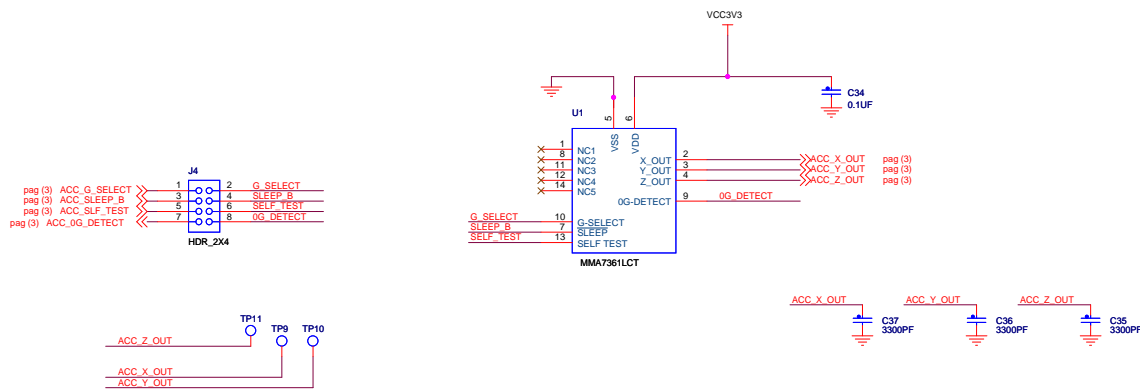 VCC3V3
C34
0.1UF
U1
5
6
VSS
VDD
1
NC1
8
NC2
11
NC3
12
NC4
14
NC5
X_OUT
2
ACC_X_OUT
pag (3)
Y_OUT
3
ACC_Y_OUT
pag (3)
Z_OUT
4
ACC_Z_OUT
pag (3)
0G-DETECT
9
0G_DETECT
G_SELECT
10
G-SELECT
SLEEP_B
7
SLEEP
SELF_TEST
13
SELF TEST
MMA7361LCT
J4
pag (3) ACC_G_SELECT
1
2
G_SELECT
pag (3) ACC_SLEEP_B
3
4
SLEEP_B
pag (3) ACC_SLF_TEST
5
6
SELF_TEST
pag (3) ACC_0G_DETECT
7
8
0G_DETECT
HDR_2X4
ACC_X_OUT
C37
3300PF
ACC_Y_OUT
C36
3300PF
ACC_Z_OUT
C35
3300PF
TP11
TP9
TP10
ACC_Z_OUT
ACC_X_OUT
ACC_Y_OUT